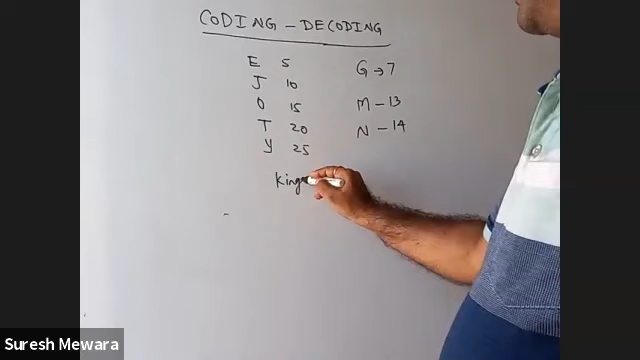 CODING - DECODING
E 5
J 10
O 15
T 20
Y 25
G → 7
M - 13
N - 14
King
Suresh Mewara